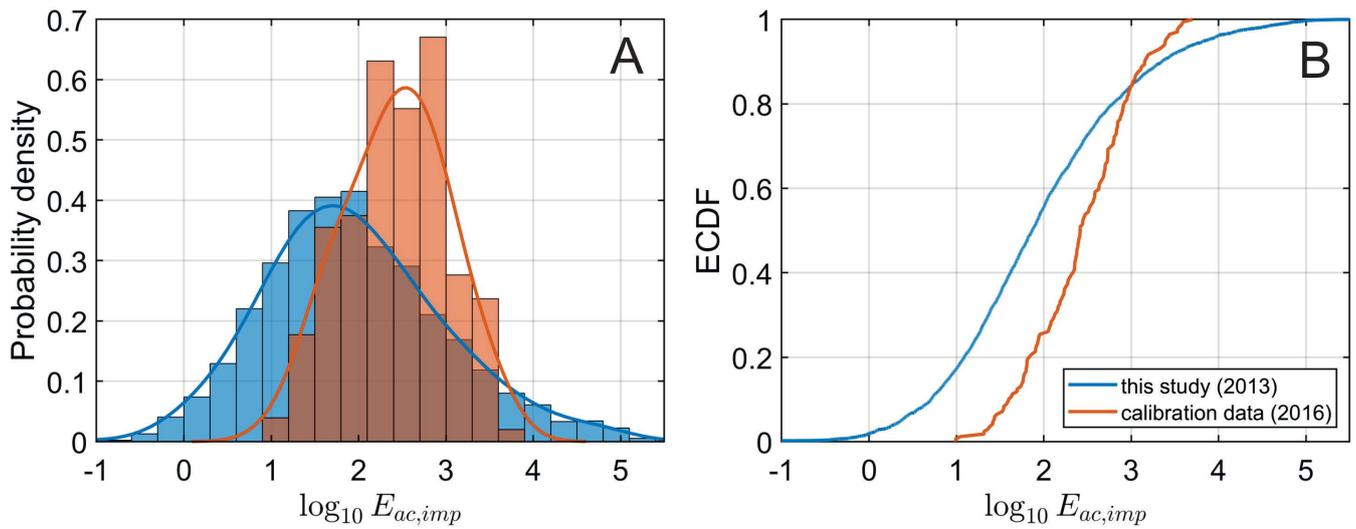 A
Probability density
0.7
0.6
0.5
0.4
0.3
0.2
0.1
0
-1 0 1 2 3 4 5
log10 Eac,imp
B
ECDF
1
0.8
0.6
0.4
0.2
0
this study (2013)
calibration data (2016)
-1 0 1 2 3 4 5
log10 Eac,imp